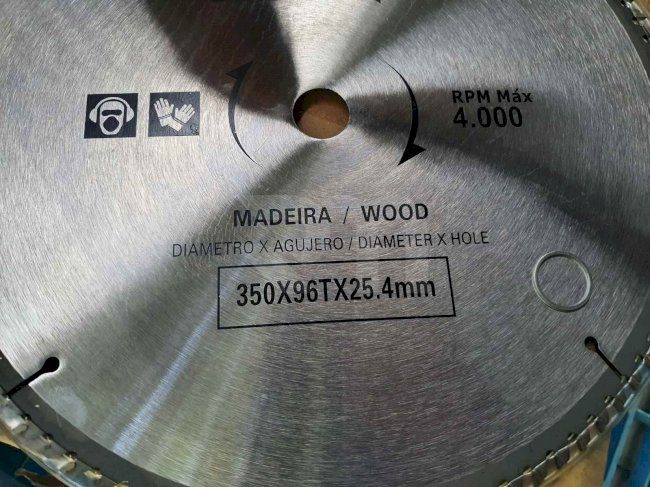 RPM Máx
4.000
MADEIRA / WOOD
DIAMETRO X AGUJERO / DIAMETER X HOLE
350X96TX25.4mm